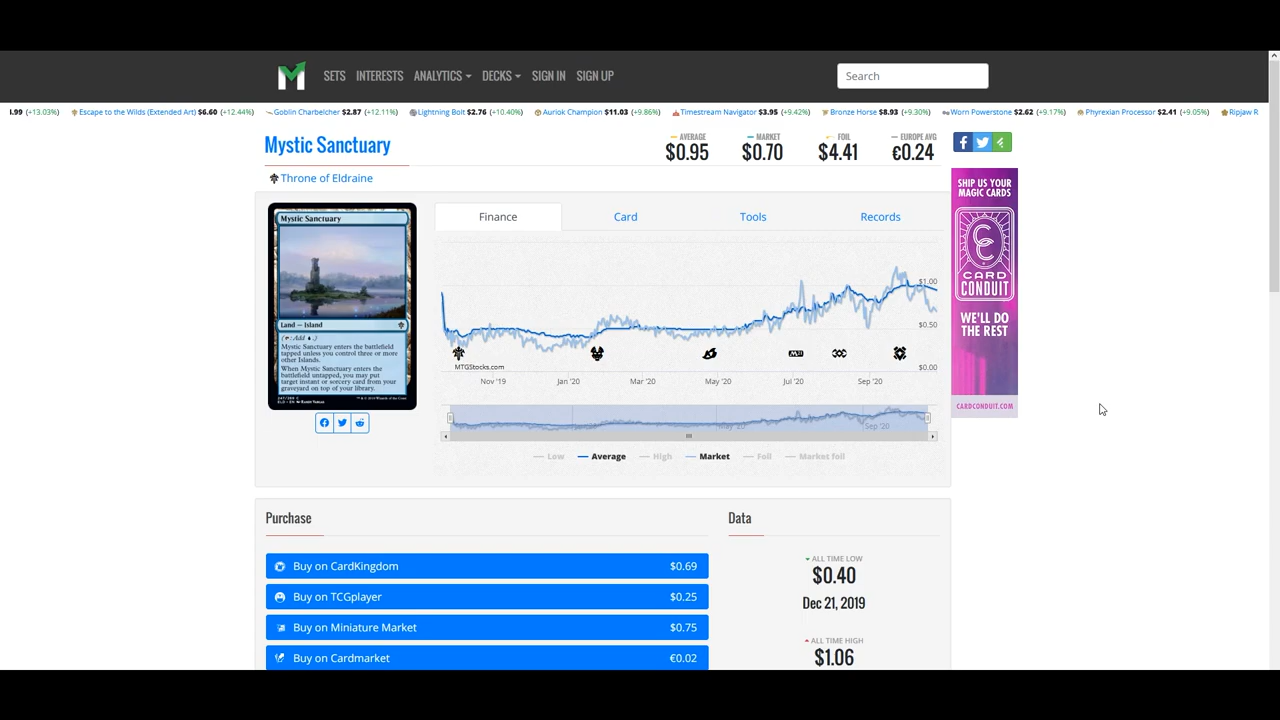 SETS INTERESTS ANALYTICS DECKS SIGN IN SIGN UP Search
1.99 (+13.03%) Escape to the Wilds (Extended Art) $6.60 (+12.44%) Goblin Charbelcher $2.87 (+12.11%) Lightning Bolt $2.76 (+10.40%) Auriok Champion $11.03 (+9.86%) Timestream Navigator $3.95 (+9.42%) Bronze Horse $8.93 (+9.30%) Worn Powerstone $2.62 (+9.17%) Phyrexian Processor $2.41 (+9.05%) Ripjaw R
Mystic Sanctuary
AVERAGE MARKET FOIL EUROPE AVG
$0.95 $0.70 $4.41 €0.24
Throne of Eldraine
Mystic Sanctuary
Land — Island
Mystic Sanctuary enters the battlefield
tapped unless you control three or more
other Islands.
When Mystic Sanctuary enters the
battlefield untapped, you may put
target instant or sorcery card from your
graveyard on top of your library.
Finance Card Tools Records
$1.00
$0.50
$0.00
MTGStocks.com
Nov '19 Jan '20 Mar '20 May '20 Jul '20 Sep '20
May '20 Sep '20
Low Average High Market Foil Market foil
SHIP US YOUR
MAGIC CARDS
CARD
CONDUIT
WE'LL DO
THE REST
CARDCONDUIT.COM
Purchase
Buy on CardKingdom $0.69
Buy on TCGplayer $0.25
Buy on Miniature Market $0.75
Buy on Cardmarket €0.02
Data
ALL TIME LOW
$0.40
Dec 21, 2019
ALL TIME HIGH
$1.06